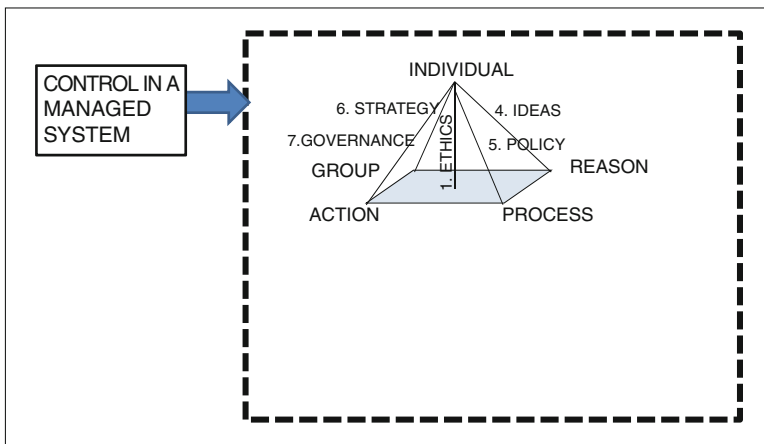 CONTROL IN A
MANAGED
SYSTEM
INDIVIDUAL
6. STRATEGY
4. IDEAS
7.GOVERNANCE
1. ETHICS
5. POLICY
GROUP
REASON
ACTION
PROCESS